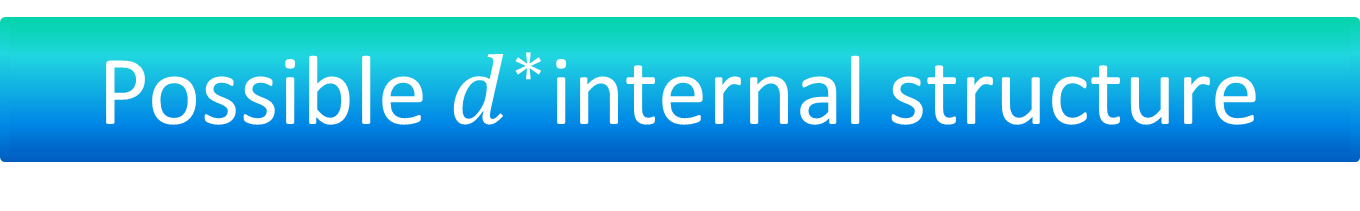 Possible 𝑑* internal structure